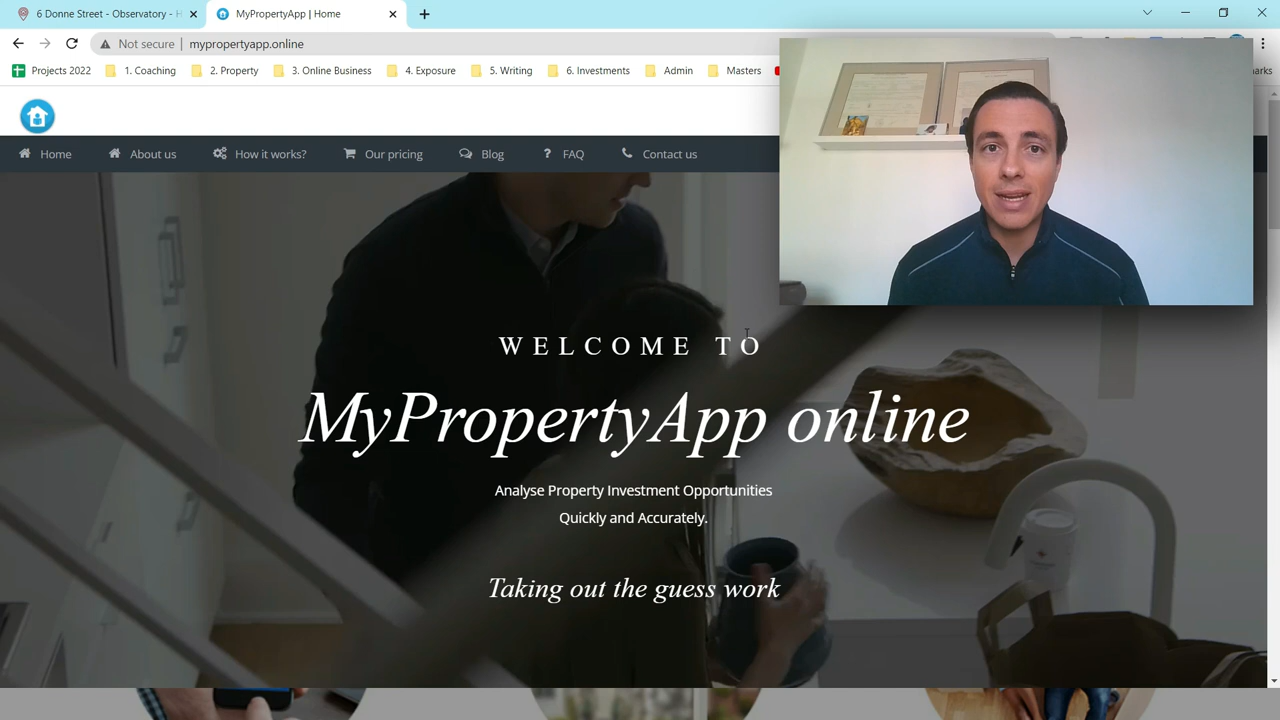 6 Donne Street - Observatory - H
MyPropertyApp | Home
Not secure | mypropertyapp.online
Projects 2022
1. Coaching
2. Property
3. Online Business
4. Exposure
5. Writing
6. Investments
Admin
Masters
arks
Home
About us
How it works?
Our pricing
Blog
? FAQ
Contact us
WELCOME TO
MyPropertyApp online
Analyse Property Investment Opportunities
Quickly and Accurately.
Taking out the guess work